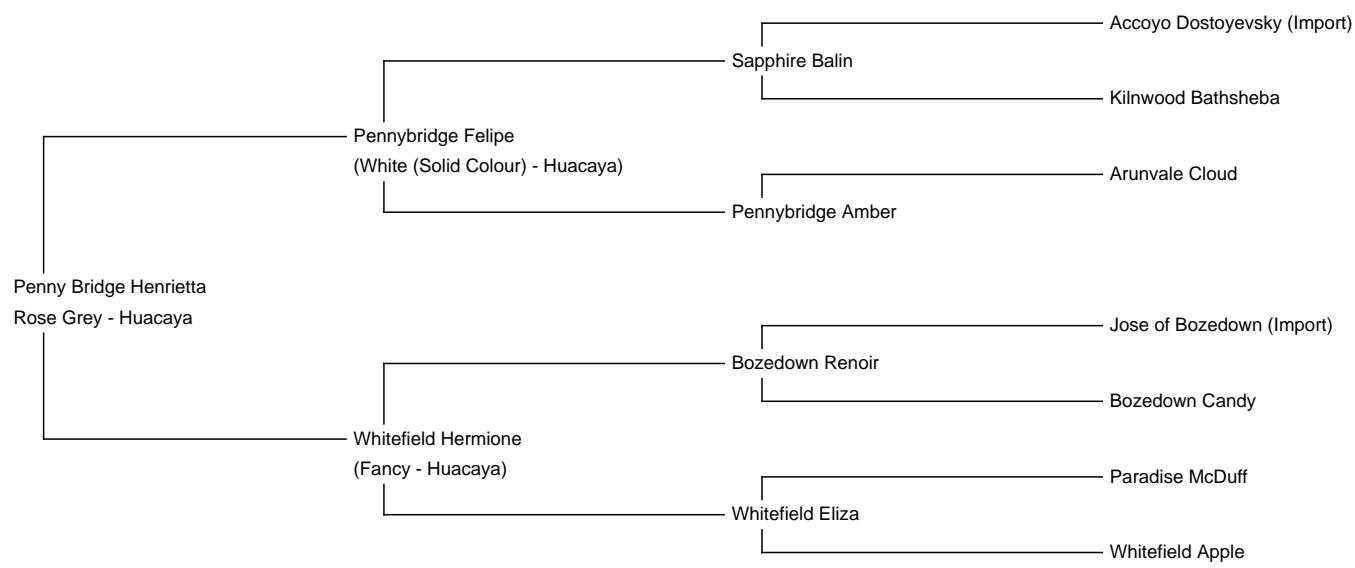 Accoyo Dostoyevsky (Import)
Sapphire Balin
Kilnwood Bathsheba
Pennybridge Felipe
(White (Solid Colour) - Huacaya)
Arunvale Cloud
Pennybridge Amber
Penny Bridge Henrietta
Rose Grey - Huacaya
Jose of Bozedown (Import)
Bozedown Renoir
Bozedown Candy
Whitefield Hermione
(Fancy - Huacaya)
Paradise McDuff
Whitefield Eliza
Whitefield Apple